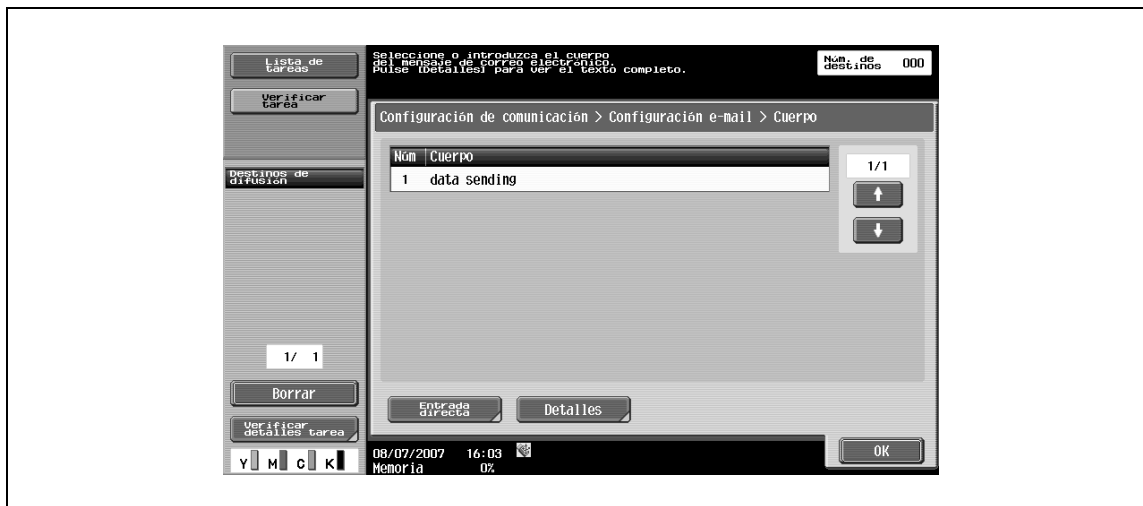 Lista de
tareas
Verificar
tarea
Destinos de
difusión
1/ 1
Borrar
Verificar
detalles tarea
Y M C K
Seleccione o introduzca el cuerpo
del mensaje de correo electrónico.
Pulse [Detalles] para ver el texto completo.
Núm. de
destinos 000
Configuración de comunicación > Configuración e-mail > Cuerpo
Núm Cuerpo
1 data sending
1/1
Entrada
directa
Detalles
08/07/2007 16:03
Memoria 0%
OK